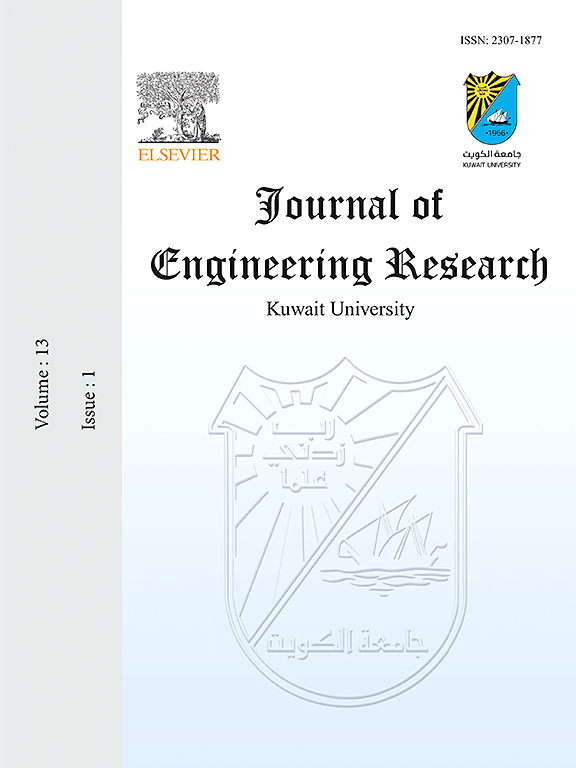 ISSN: 2307-1877
ELSEVIER
•1966•
جامعة الكويت
KUWAIT UNIVERSITY
Journal of
Engineering Research
Kuwait University
Volume : 13
Issue : 1
رب
زدني
علما
جامعة الكويت